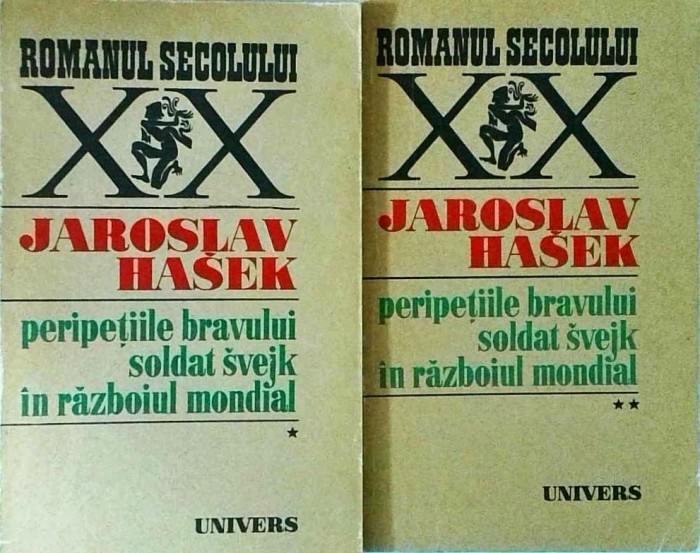 ROMANUL SECOLULUI
XX
JAROSLAV
HAŠEK
peripețiile bravului
soldat švejk
în războiul mondial
★
UNIVERS
ROMANUL SECOLULUI
XX
JAROSLAV
HAŠEK
peripețiile bravului
soldat švejk
în războiul mondial
★★
UNIVERS